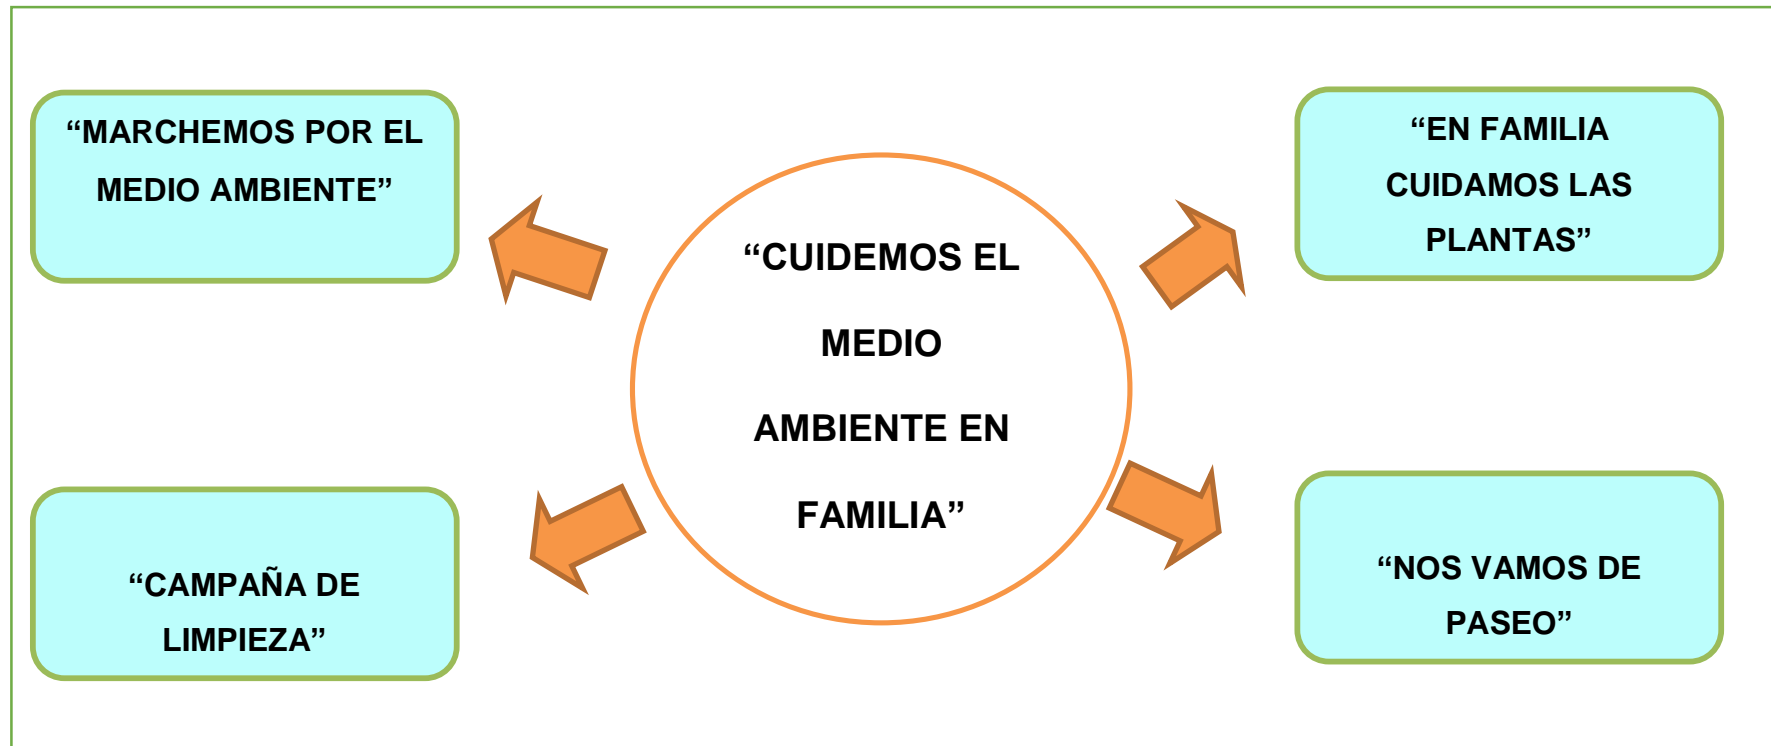 “MARCHEMOS POR EL
MEDIO AMBIENTE”
“EN FAMILIA
CUIDAMOS LAS
PLANTAS”
“CUIDEMOS EL
MEDIO
AMBIENTE EN
FAMILIA”
“CAMPAÑA DE
LIMPIEZA”
“NOS VAMOS DE
PASEO”